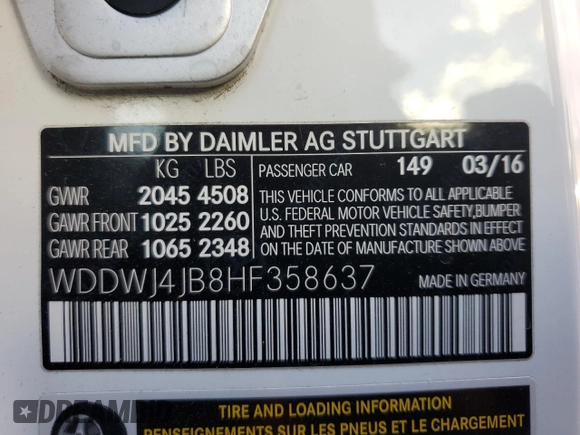 MFD BY DAIMLER AG STUTTGART
KG LBS
GVWR 2045 4508
GAWR FRONT 1025 2260
GAWR REAR 1065 2348
PASSENGER CAR 149 03/16
THIS VEHICLE CONFORMS TO ALL APPLICABLE
U.S. FEDERAL MOTOR VEHICLE SAFETY,BUMPER
AND THEFT PREVENTION STANDARDS IN EFFECT
ON THE DATE OF MANUFACTURE SHOWN ABOVE.
WDDWJ4JB8HF358637
MADE IN GERMANY
TIRE AND LOADING INFORMATION
RENSEIGNEMENTS SUR LES PNEUS ET LE CHARGEMENT